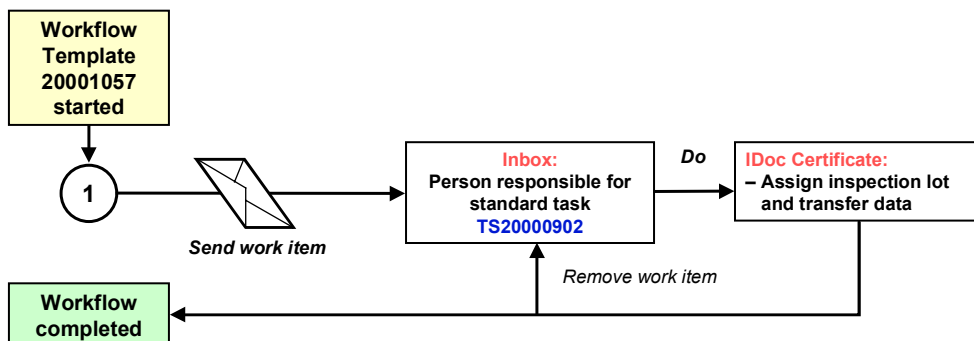 Workflow
Template
20001057
started
1
Send work item
Inbox:
Person responsible for
standard task
TS20000902
Do
IDoc Certificate:
– Assign inspection lot
and transfer data
Remove work item
Workflow
completed